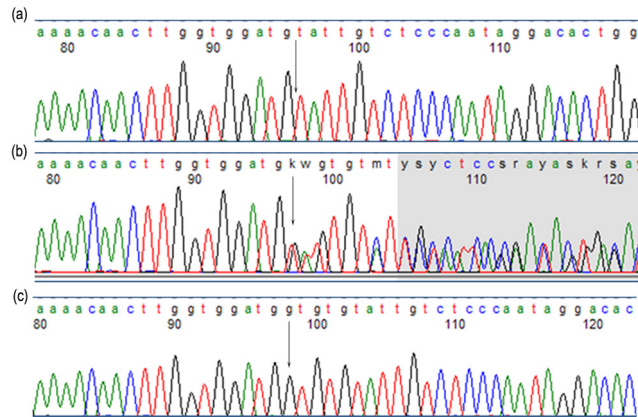 (a)
a a a a c a a c t t g g t g g a t g t a t t g t c t c c c a a t a g g a c a c t g g
80 90 100 110
(b)
a a a a c a a c t t g g t g g a t g k w g t g t m t y s y c t c c s r a y a s k r s a y
80 90 100 110 120
(c)
a a a a c a a c t t g g t g g a t g g t g t g t a t t g t c t c c c a a t a g g a c a c
80 90 100 110 120